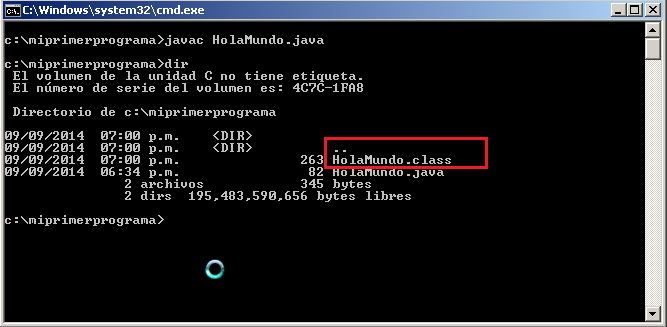 C:\Windows\system32\cmd.exe
c:\miprimerprograma>javac HolaMundo.java
c:\miprimerprograma>dir
El volumen de la unidad C no tiene etiqueta.
El número de serie del volumen es: 4C7C-1FA8
Directorio de c:\miprimerprograma
09/09/2014 07:00 p.m. <DIR>
09/09/2014 07:00 p.m. <DIR> ..
09/09/2014 07:00 p.m. 263 HolaMundo.class
09/09/2014 06:34 p.m. 82 HolaMundo.java
2 archivos 345 bytes
2 dirs 195,483,590,656 bytes libres
c:\miprimerprograma>